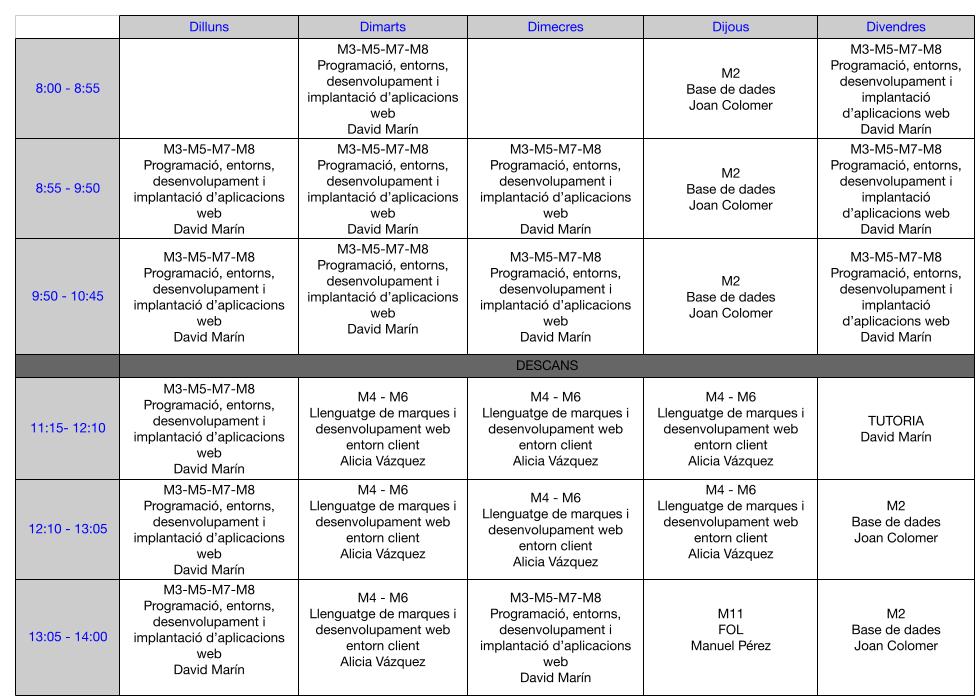 Dilluns
Dimarts
Dimecres
Dijous
Divendres
8:00 - 8:55
M3-M5-M7-M8
Programació, entorns,
desenvolupament i
implantació d'aplicacions
web
David Marín
M2
Base de dades
Joan Colomer
M3-M5-M7-M8
Programació, entorns,
desenvolupament i
implantació
d'aplicacions web
David Marín
8:55 - 9:50
M3-M5-M7-M8
Programació, entorns,
desenvolupament i
implantació d'aplicacions
web
David Marín
M3-M5-M7-M8
Programació, entorns,
desenvolupament i
implantació d'aplicacions
web
David Marín
M3-M5-M7-M8
Programació, entorns,
desenvolupament i
implantació d'aplicacions
web
David Marín
M2
Base de dades
Joan Colomer
M3-M5-M7-M8
Programació, entorns,
desenvolupament i
implantació
d'aplicacions web
David Marín
9:50 - 10:45
M3-M5-M7-M8
Programació, entorns,
desenvolupament i
implantació d'aplicacions
web
David Marín
M3-M5-M7-M8
Programació, entorns,
desenvolupament i
implantació d'aplicacions
web
David Marín
M3-M5-M7-M8
Programació, entorns,
desenvolupament i
implantació d'aplicacions
web
David Marín
M2
Base de dades
Joan Colomer
M3-M5-M7-M8
Programació, entorns,
desenvolupament i
implantació
d'aplicacions web
David Marín
DESCANS
11:15- 12:10
M3-M5-M7-M8
Programació, entorns,
desenvolupament i
implantació d'aplicacions
web
David Marín
M4 - M6
Llenguatge de marques i
desenvolupament web
entorn client
Alicia Vázquez
M4 - M6
Llenguatge de marques i
desenvolupament web
entorn client
Alicia Vázquez
M4 - M6
Llenguatge de marques i
desenvolupament web
entorn client
Alicia Vázquez
TUTORIA
David Marín
12:10 - 13:05
M3-M5-M7-M8
Programació, entorns,
desenvolupament i
implantació d'aplicacions
web
David Marín
M4 - M6
Llenguatge de marques i
desenvolupament web
entorn client
Alicia Vázquez
M4 - M6
Llenguatge de marques i
desenvolupament web
entorn client
Alicia Vázquez
M4 - M6
Llenguatge de marques i
desenvolupament web
entorn client
Alicia Vázquez
M2
Base de dades
Joan Colomer
13:05 - 14:00
M3-M5-M7-M8
Programació, entorns,
desenvolupament i
implantació d'aplicacions
web
David Marín
M4 - M6
Llenguatge de marques i
desenvolupament web
entorn client
Alicia Vázquez
M3-M5-M7-M8
Programació, entorns,
desenvolupament i
implantació d'aplicacions
web
David Marín
M11
FOL
Manuel Pérez
M2
Base de dades
Joan Colomer